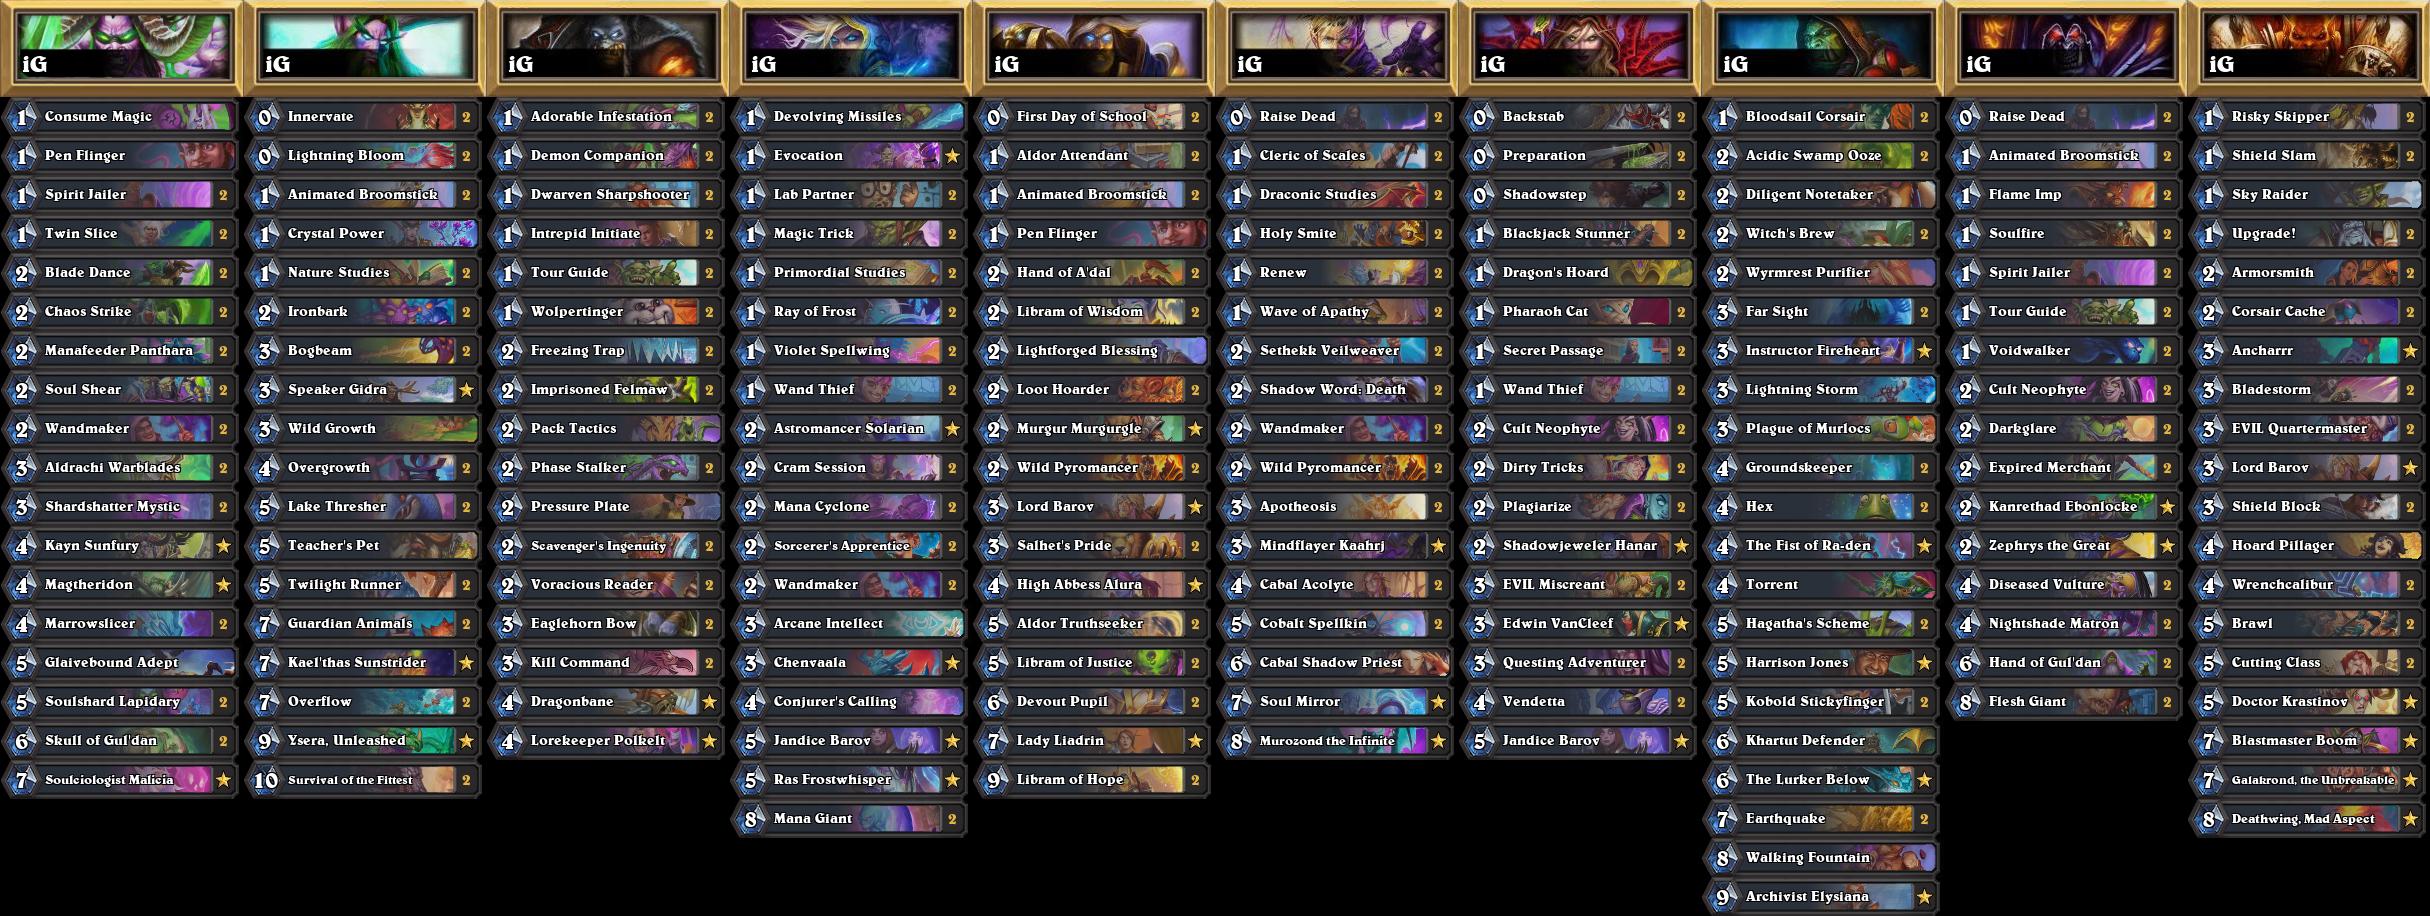 iG
1 Consume Magic
1 Pen Flinger
1 Spirit Jailer 2
1 Twin Slice 2
2 Blade Dance 2
2 Chaos Strike 2
2 Manafeeder Panthara 2
2 Soul Shear 2
2 Wandmaker 2
3 Aldrachi Warblades 2
3 Shardshatter Mystic 2
4 Kayn Sunfury
4 Magtheridon
4 Marrowslicer 2
5 Glaivebound Adept
5 Soulshard Lapidary 2
6 Skull of Gul'dan 2
7 Soulciologist Malicia
iG
0 Innervate 2
0 Lightning Bloom 2
1 Animated Broomstick 2
1 Crystal Power
1 Nature Studies 2
2 Ironbark 2
3 Bogbeam 2
3 Speaker Gidra
3 Wild Growth
4 Overgrowth 2
5 Lake Thresher 2
5 Teacher's Pet 2
5 Twilight Runner 2
7 Guardian Animals 2
7 Kael'thas Sunstrider
7 Overflow 2
9 Ysera, Unleashed
10 Survival of the Fittest 2
iG
1 Adorable Infestation 2
1 Demon Companion 2
1 Dwarven Sharpshooter 2
1 Intrepid Initiate 2
1 Tour Guide 2
1 Wolpertinger 2
2 Freezing Trap 2
2 Imprisoned Felmaw 2
2 Pack Tactics
2 Phase Stalker 2
2 Pressure Plate
2 Scavenger's Ingenuity 2
2 Voracious Reader 2
3 Eaglehorn Bow 2
3 Kill Command 2
4 Dragonbane
4 Lorekeeper Polkelt
iG
1 Devolving Missiles
1 Evocation
1 Lab Partner 2
1 Magic Trick 2
1 Primordial Studies 2
1 Ray of Frost 2
1 Violet Spellwing 2
1 Wand Thief 2
2 Astromancer Solarian
2 Cram Session 2
2 Mana Cyclone 2
2 Sorcerer's Apprentice 2
2 Wandmaker 2
3 Arcane Intellect
3 Chenvaala
4 Conjurer's Calling
5 Jandice Barov
5 Ras Frostwhisper
8 Mana Giant 2
iG
0 First Day of School 2
1 Aldor Attendant 2
1 Animated Broomstick 2
1 Pen Flinger
2 Hand of A'dal 2
2 Libram of Wisdom 2
2 Lightforged Blessing
2 Loot Hoarder 2
2 Murgur Murgurgle
2 Wild Pyromancer 2
3 Lord Barov
3 Salhet's Pride 2
4 High Abbess Alura
5 Aldor Truthseeker 2
5 Libram of Justice 2
6 Devout Pupil 2
7 Lady Liadrin
9 Libram of Hope 2
iG
0 Raise Dead 2
1 Cleric of Scales 2
1 Draconic Studies 2
1 Holy Smite 2
1 Renew 2
1 Wave of Apathy 2
2 Sethekk Veilweaver 2
2 Shadow Word: Death 2
2 Wandmaker 2
2 Wild Pyromancer 2
3 Apotheosis 2
3 Mindflayer Kaahrj
4 Cabal Acolyte 2
5 Cobalt Spellkin 2
6 Cabal Shadow Priest
7 Soul Mirror
8 Murozond the Infinite
iG
0 Backstab 2
0 Preparation 2
0 Shadowstep 2
1 Blackjack Stunner 2
1 Dragon's Hoard
1 Pharaoh Cat 2
1 Secret Passage 2
1 Wand Thief 2
2 Cult Neophyte 2
2 Dirty Tricks 2
2 Plagiarize 2
2 Shadowjeweler Hanar
3 EVIL Miscreant 2
3 Edwin VanCleef
3 Questing Adventurer 2
4 Vendetta 2
5 Jandice Barov
iG
1 Bloodsail Corsair 2
2 Acidic Swamp Ooze 2
2 Diligent Notetaker
2 Witch's Brew 2
2 Wyrmrest Purifier
3 Far Sight 2
3 Instructor Fireheart
3 Lightning Storm
3 Plague of Murlocs
4 Groundskeeper 2
4 Hex 2
4 The Fist of Ra-den
4 Torrent
5 Hagatha's Scheme 2
5 Harrison Jones
5 Kobold Stickyfinger 2
6 Khartut Defender
6 The Lurker Below
7 Earthquake 2
8 Walking Fountain
9 Archivist Elysiana
iG
0 Raise Dead 2
1 Animated Broomstick 2
1 Flame Imp 2
1 Soulfire 2
1 Spirit Jailer 2
1 Tour Guide 2
1 Voidwalker 2
2 Cult Neophyte 2
2 Darkglare 2
2 Expired Merchant 2
2 Kanrethad Ebonlocke
2 Zephrys the Great
4 Diseased Vulture 2
4 Nightshade Matron 2
6 Hand of Gul'dan 2
8 Flesh Giant 2
iG
1 Risky Skipper 2
1 Shield Slam 2
1 Sky Raider
1 Upgrade! 2
2 Armorsmith 2
2 Corsair Cache 2
3 Ancharrr
3 Bladestorm 2
3 EVIL Quartermaster 2
3 Lord Barov
3 Shield Block 2
4 Hoard Pillager
4 Wrenchcalibur 2
5 Brawl 2
5 Cutting Class 2
5 Doctor Krastinov
7 Blastmaster Boom
7 Galakrond, the Unbreakable
8 Deathwing, Mad Aspect